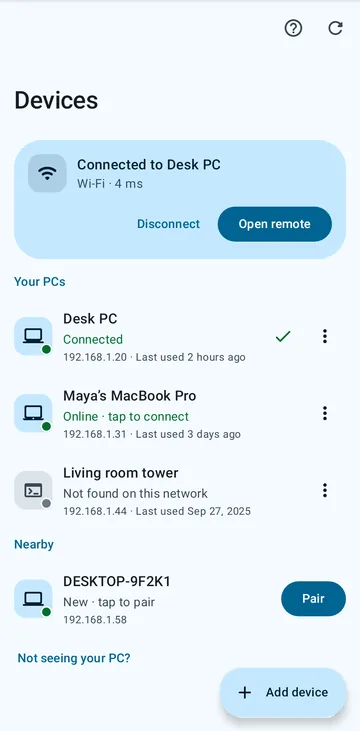 Devices
Connected to Desk PC
Wi-Fi · 4 ms
Disconnect
Open remote
Your PCs
Desk PC
Connected
192.168.1.20 · Last used 2 hours ago
Maya’s MacBook Pro
Online · tap to connect
192.168.1.31 · Last used 3 days ago
Living room tower
Not found on this network
192.168.1.44 · Last used Sep 27, 2025
Nearby
DESKTOP-9F2K1
New · tap to pair
192.168.1.58
Pair
Not seeing your PC?
Add device